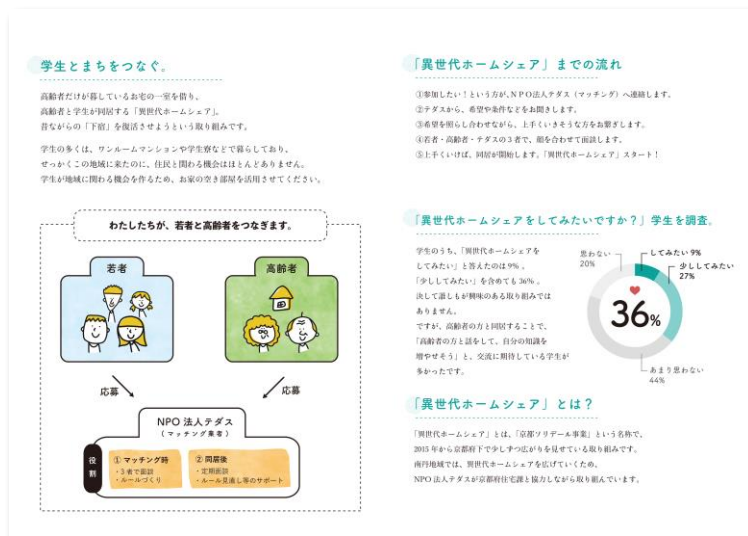 学生とまちをつなぐ。
高齢者だけが暮しているお宅の一室を借り、
高齢者と学生が同居する「異世代ホームシェア」。
昔ながらの「下宿」を復活させようという取り組みです。
学生の多くは、ワンルームマンションや学生寮などで暮らしており、
せっかくこの地域に来たのに、住民と関わる機会はほとんどありません。
学生が地域に関わる機会を作るため、お家の空き部屋を活用させてください。
わたしたちが、若者と高齢者をつなぎます。
若者
高齢者
応募
応募
NPO 法人テダス
(マッチング業者)
役割
① マッチング時
・3者で面談
・ルールづくり
② 同居後
・定期面談
・ルール見直し等のサポート
「異世代ホームシェア」までの流れ
①参加したい!という方が、NPO法人テダス(マッチング)へ連絡します。
②テダスから、希望や条件などをお聞きします。
③希望を照らし合わせながら、上手くいきそうな方をお繋ぎします。
④若者・高齢者・テダスの3者で、顔を合わせて面談します。
⑤上手くいけば、同居が開始します。「異世代ホームシェア」スタート!
「異世代ホームシェアをしてみたいですか?」学生を調査。
学生のうち、「異世代ホームシェアを
してみたい」と答えたのは9%。
「少ししてみたい」を含めても36%。
決して誰しもが興味のある取り組みでは
ありません。
ですが、高齢者の方と同居することで、
「高齢者の方と話をして、自分の知識を
増やせそう」と、交流に期待している学生が
多かったです。
思わない
20%
してみたい 9%
少ししてみたい
27%
36%
あまり思わない
44%
「異世代ホームシェア」とは?
「異世代ホームシェア」とは、「京都ソリデール事業」という名称で、
2015年から京都府下で少しずつ広がりを見せている取り組みです。
南丹地域では、異世代ホームシェアを広げていくため、
NPO法人テダスが京都府住宅課と協力しながら取り組んでいます。